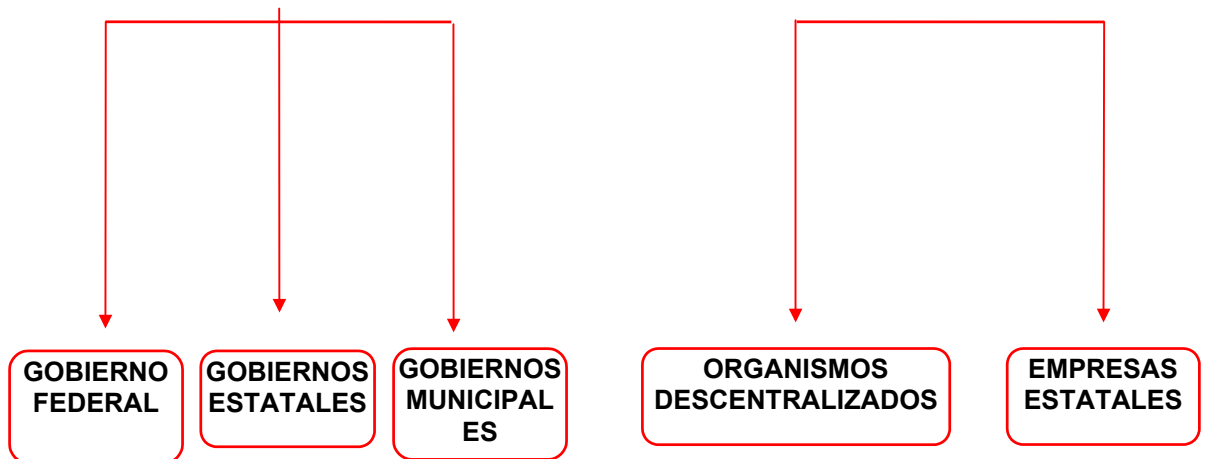 GOBIERNO
FEDERAL
GOBIERNOS
ESTATALES
GOBIERNOS
MUNICIPAL
ES
ORGANISMOS
DESCENTRALIZADOS
EMPRESAS
ESTATALES